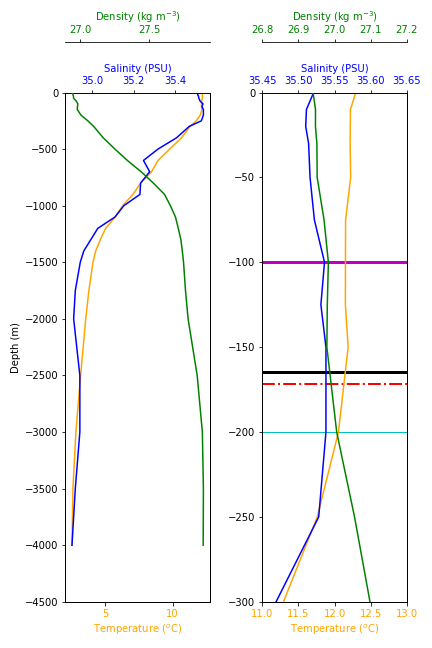 Density (kg m⁻³)
27.0 27.5
Salinity (PSU)
35.0 35.2 35.4
0
−500
−1000
−1500
−2000
−2500
−3000
−3500
−4000
−4500
Depth (m)
5 10
Temperature (°C)
Density (kg m⁻³)
26.8 26.9 27.0 27.1 27.2
Salinity (PSU)
35.45 35.50 35.55 35.60 35.65
0
−50
−100
−150
−200
−250
−300
11.0 11.5 12.0 12.5 13.0
Temperature (°C)